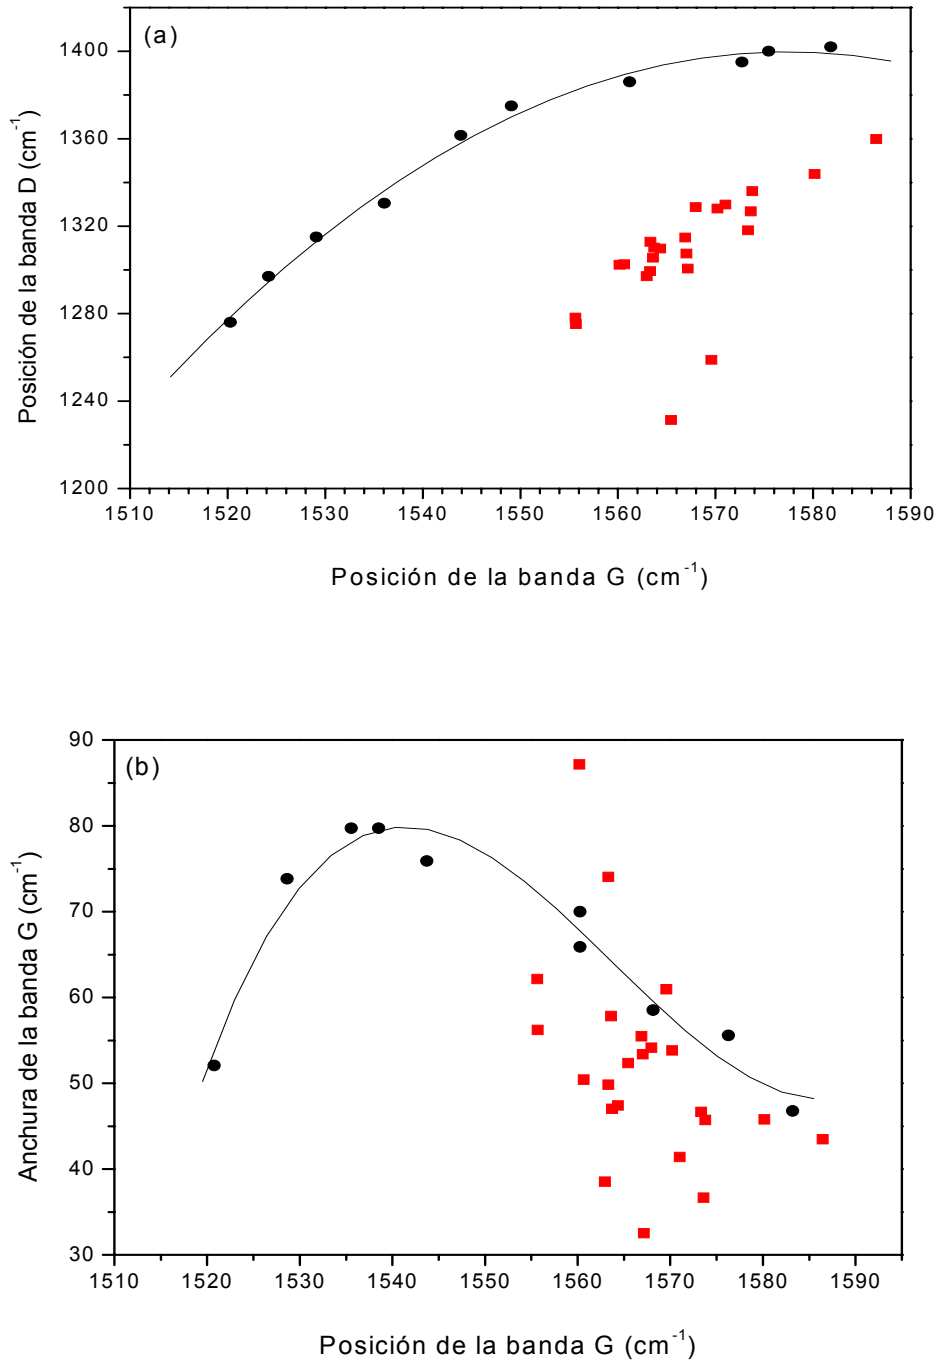 (a)
1400
1360
1320
1280
1240
1200
Posición de la banda D (cm-1)
1510 1520 1530 1540 1550 1560 1570 1580 1590
Posición de la banda G (cm-1)
(b)
90
80
70
60
50
40
30
Anchura de la banda G (cm-1)
1510 1520 1530 1540 1550 1560 1570 1580 1590
Posición de la banda G (cm-1)